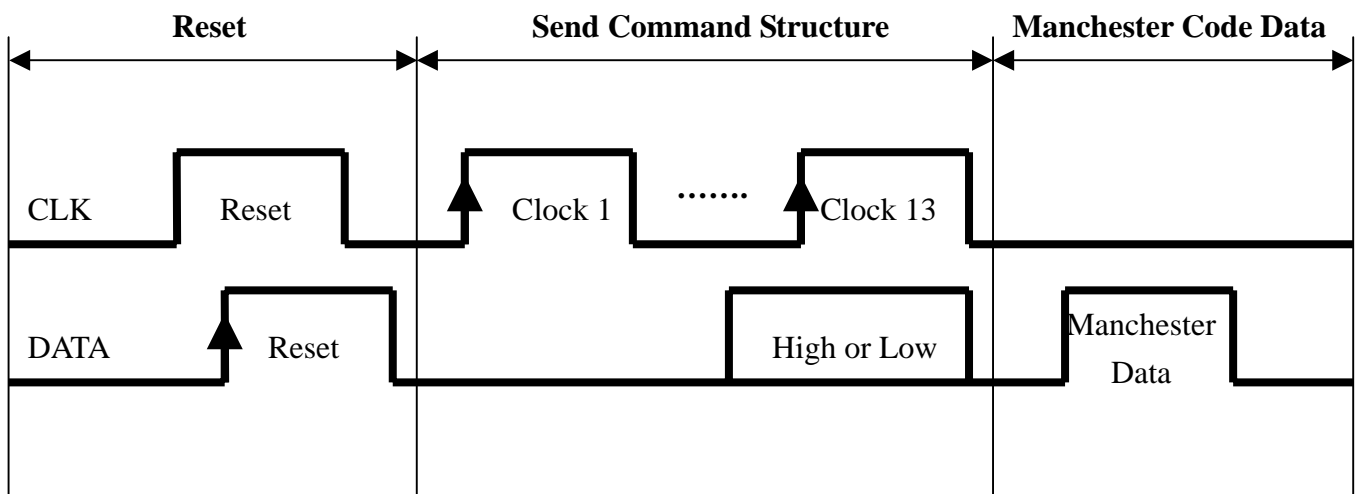 Reset Send Command Structure Manchester Code Data
CLK Reset Clock 1 ....... Clock 13
DATA Reset High or Low Manchester
Data